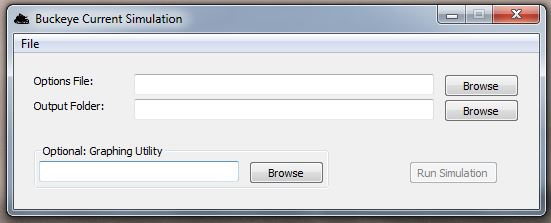 Buckeye Current Simulation
File
Options File:
Browse
Output Folder:
Browse
Optional: Graphing Utility
Browse
Run Simulation